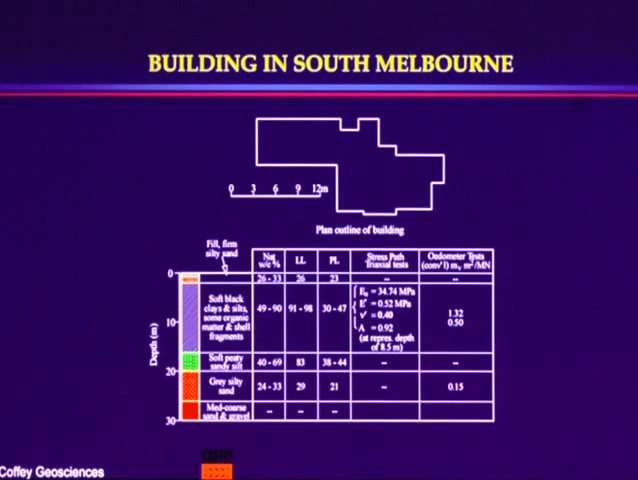 BUILDING IN SOUTH MELBOURNE
0 3 6 9 12m
Plan outline of building
Fill, firm
silty sand
Nat w/c % LL PL Stress Path Triaxial tests Oedometer Tests (conv'l) mv m²/MN
0
26 - 33 26 23 -- --
Soft black
clays & silts,
some organic
matter & shell
fragments
49 - 90 91 - 98 30 - 47
Eu = 34.74 MPa
E' = 0.52 MPa
v' = 0.40
A = 0.92
(at repres. depth
of 8.5 m)
1.32
0.50
10
Depth (m)
Soft peaty
sandy silt
40 - 69 83 38 - 44 -- --
20
Grey silty
sand
24 - 33 29 21 -- 0.15
Med-coarse
sand & gravel
-- -- --
30
COFFEY
Coffey Geosciences